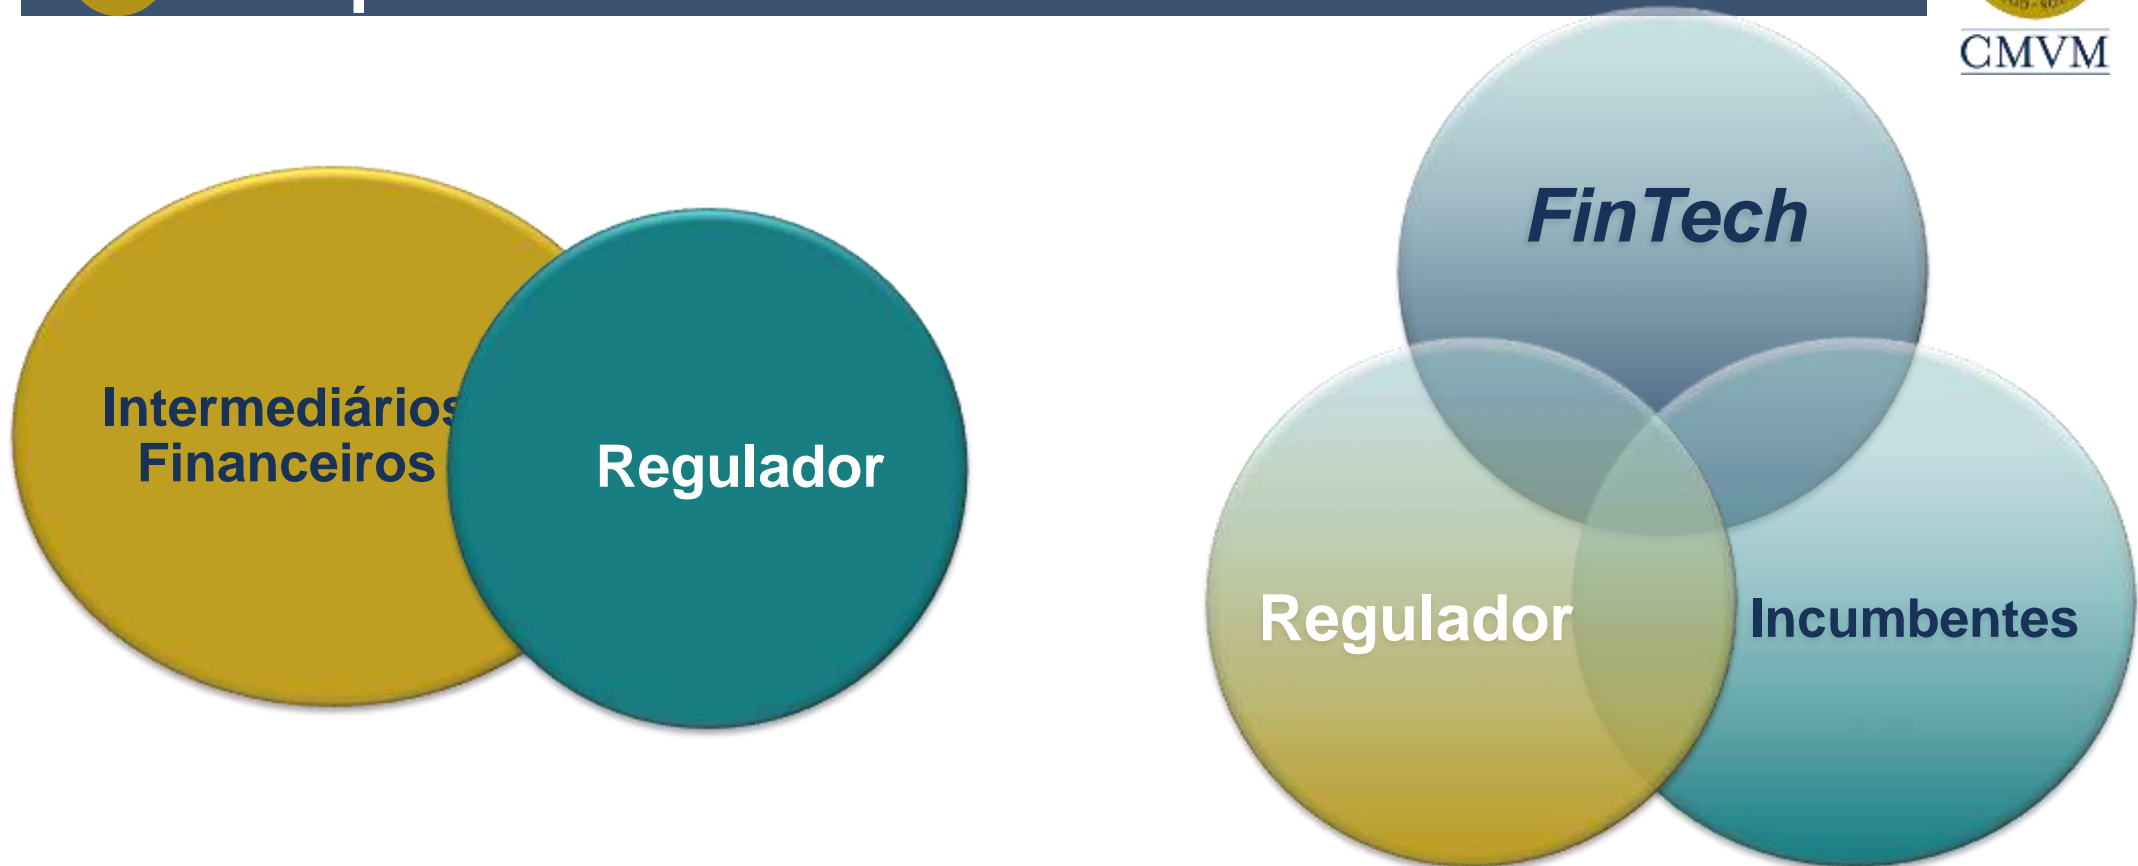 CMVM
FinTech
Intermediários
Financeiros
Regulador
Regulador
Incumbentes